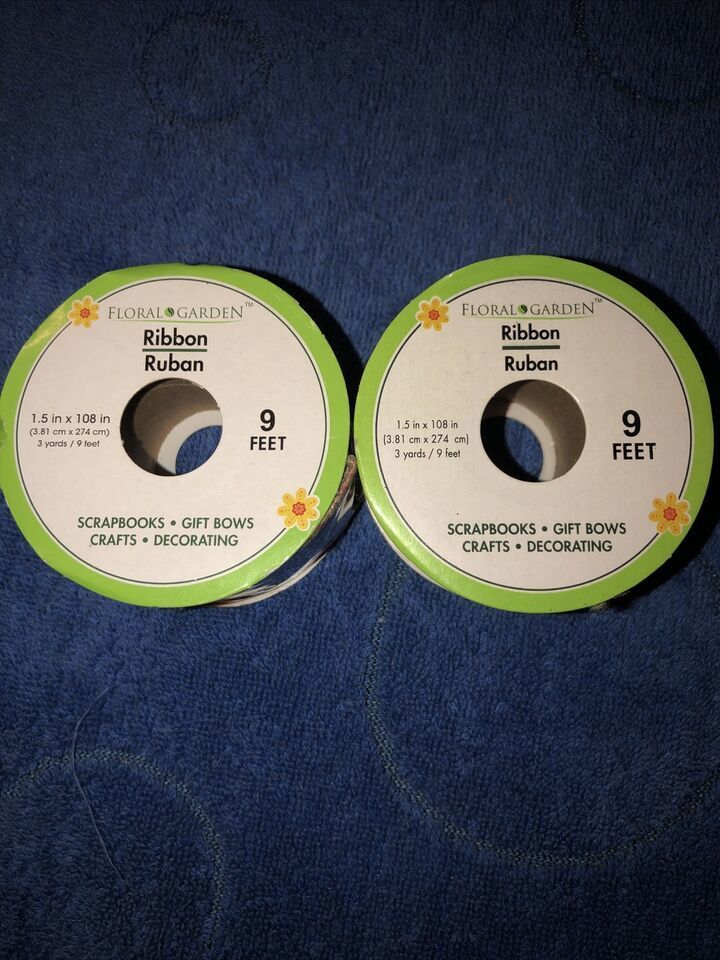 FLORAL GARDEN™
Ribbon
Ruban
1.5 in x 108 in
(3.81 cm x 274 cm)
3 yards / 9 feet
9
FEET
SCRAPBOOKS • GIFT BOWS
CRAFTS • DECORATING
FLORAL GARDEN™
Ribbon
Ruban
1.5 in x 108 in
(3.81 cm x 274 cm)
3 yards / 9 feet
9
FEET
SCRAPBOOKS • GIFT BOWS
CRAFTS • DECORATING